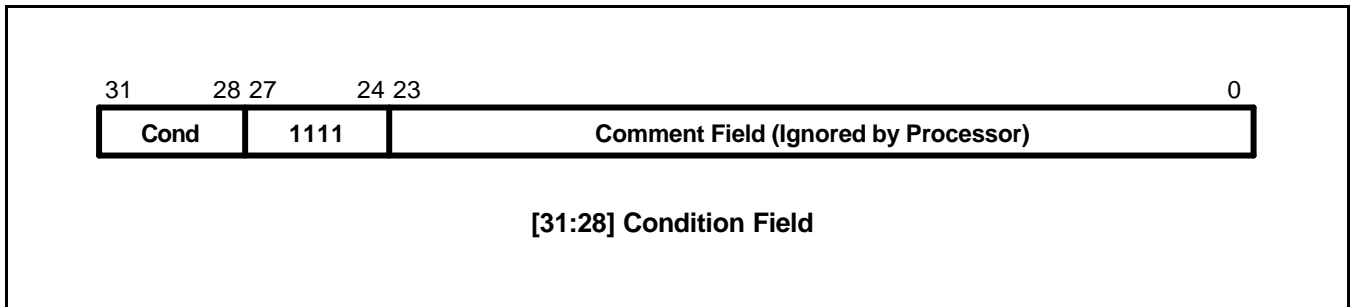 31 28 27 24 23 0
Cond 1111 Comment Field (Ignored by Processor)
[31:28] Condition Field